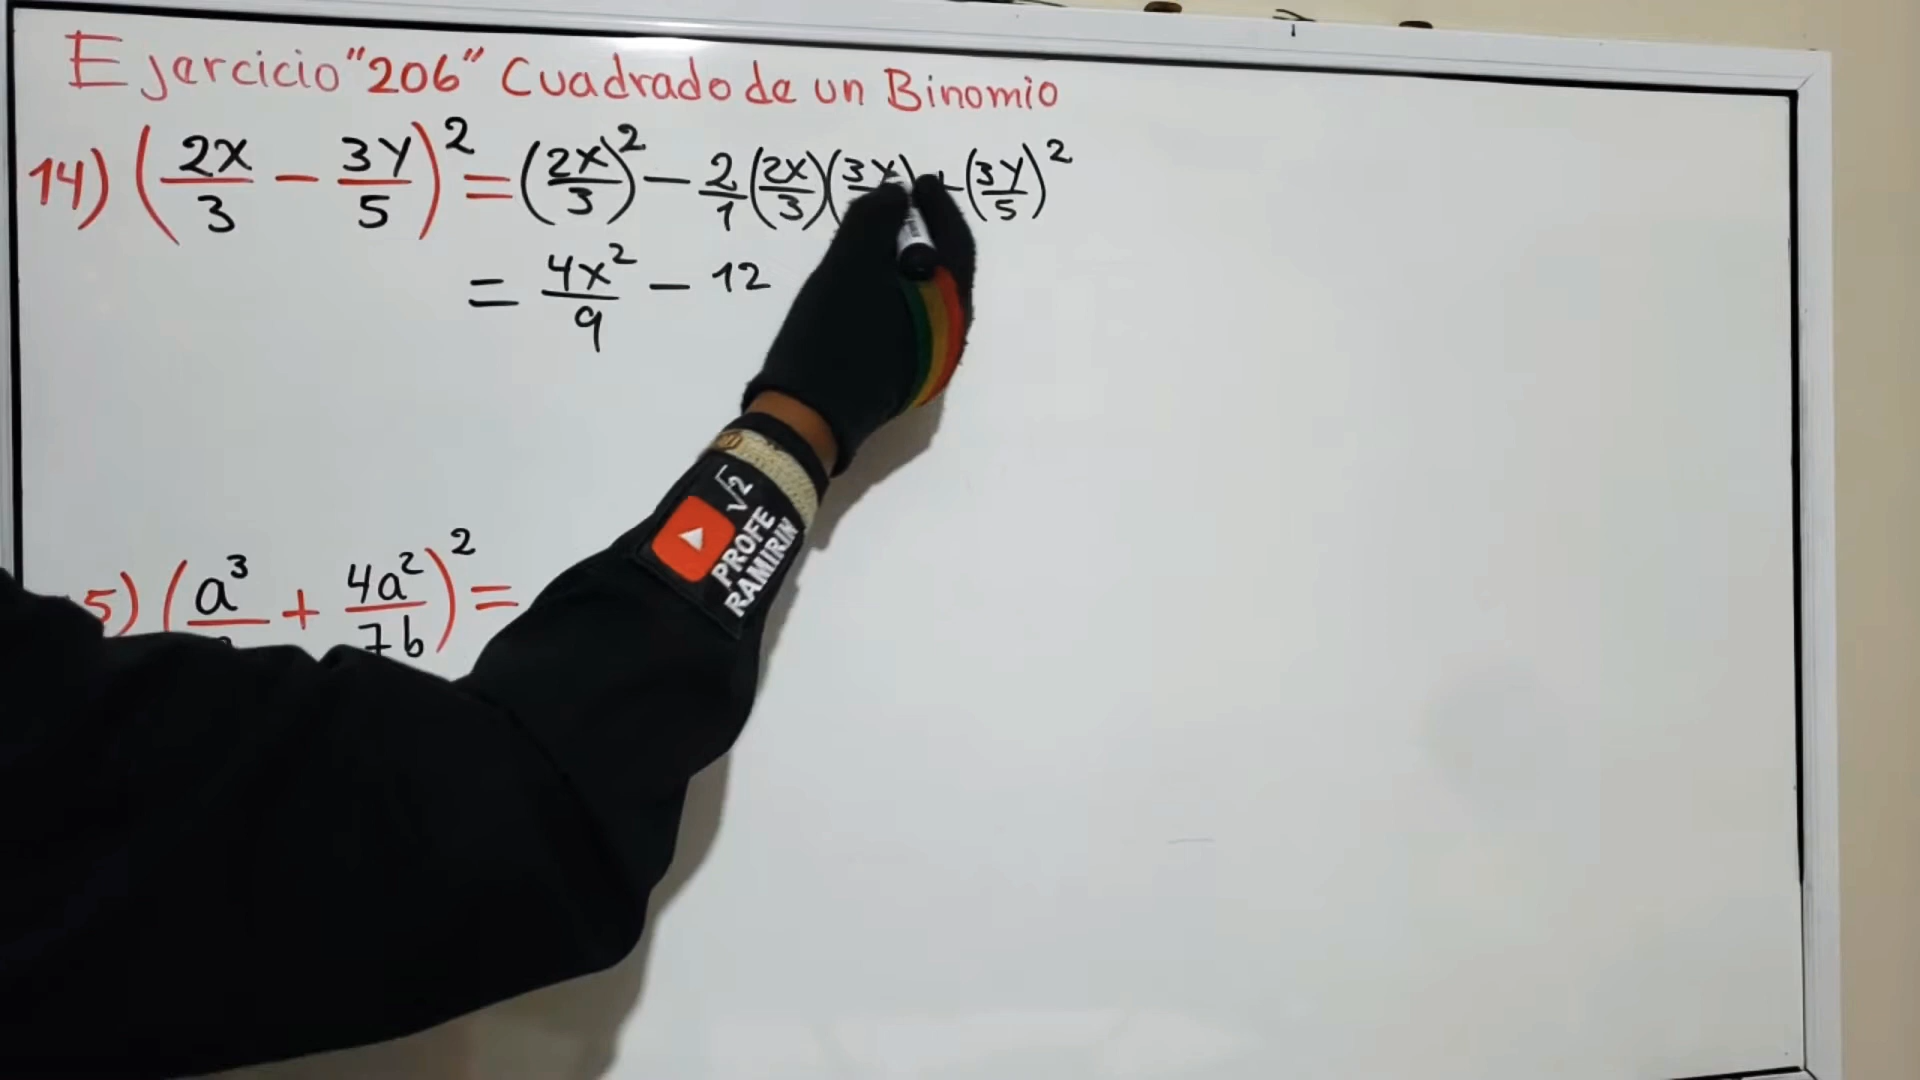 Ejercicio "206" Cuadrado de un Binomio
14) (2x/3 - 3y/5)² = (2x/3)² - 2/1 (2x/3)(3y + (3y/5)²
= 4x²/9 - 12
5) (a³ + 4a²/7b)² =
√2
PROFE
RAMIRIN